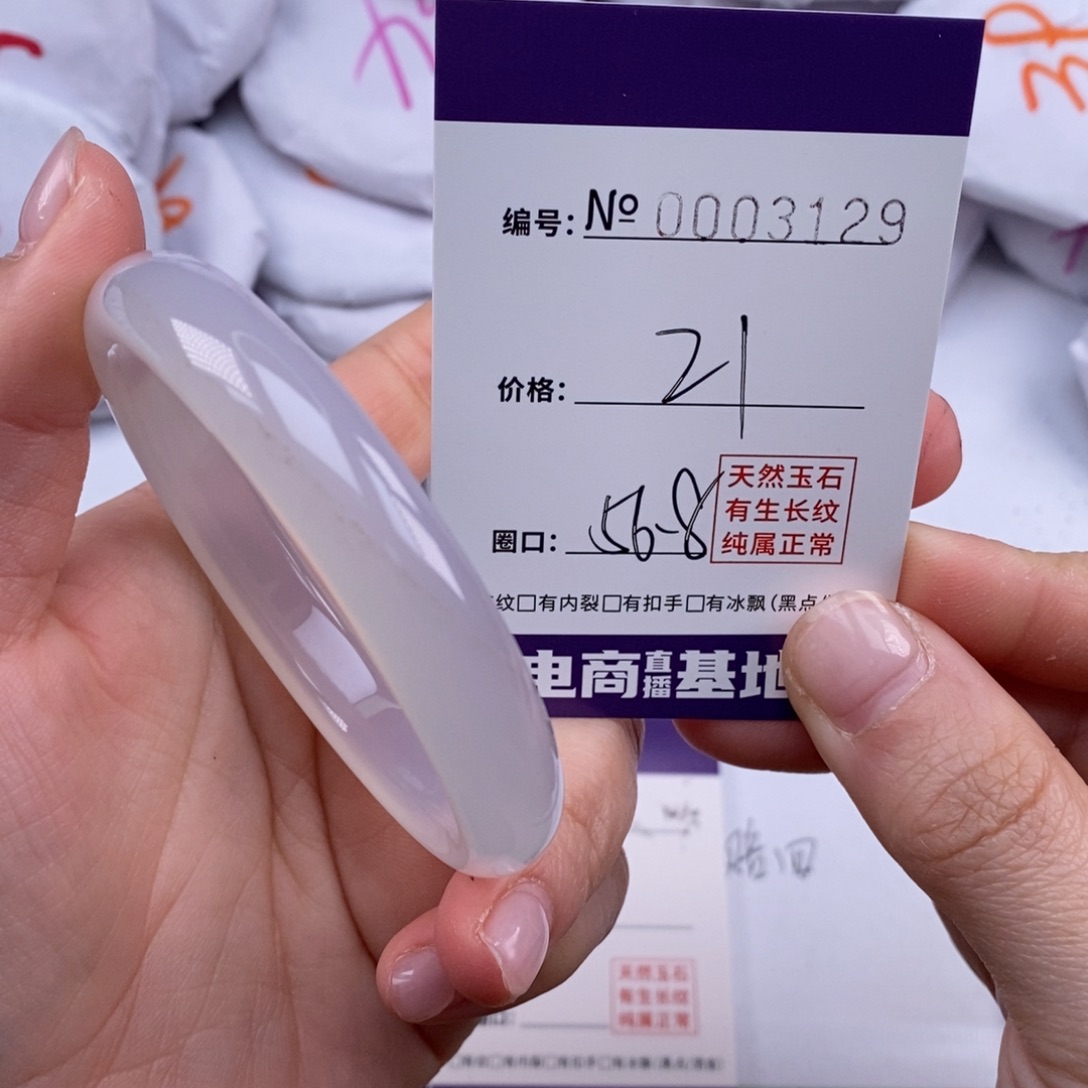 编号: № 0003129
价格: 21
圈口: 56-8
天然玉石
有生长纹
纯属正常
纹□有内裂□有扣手□有冰飘(黑点
电商直播基地
天然玉石
有生长纹
纯属正常